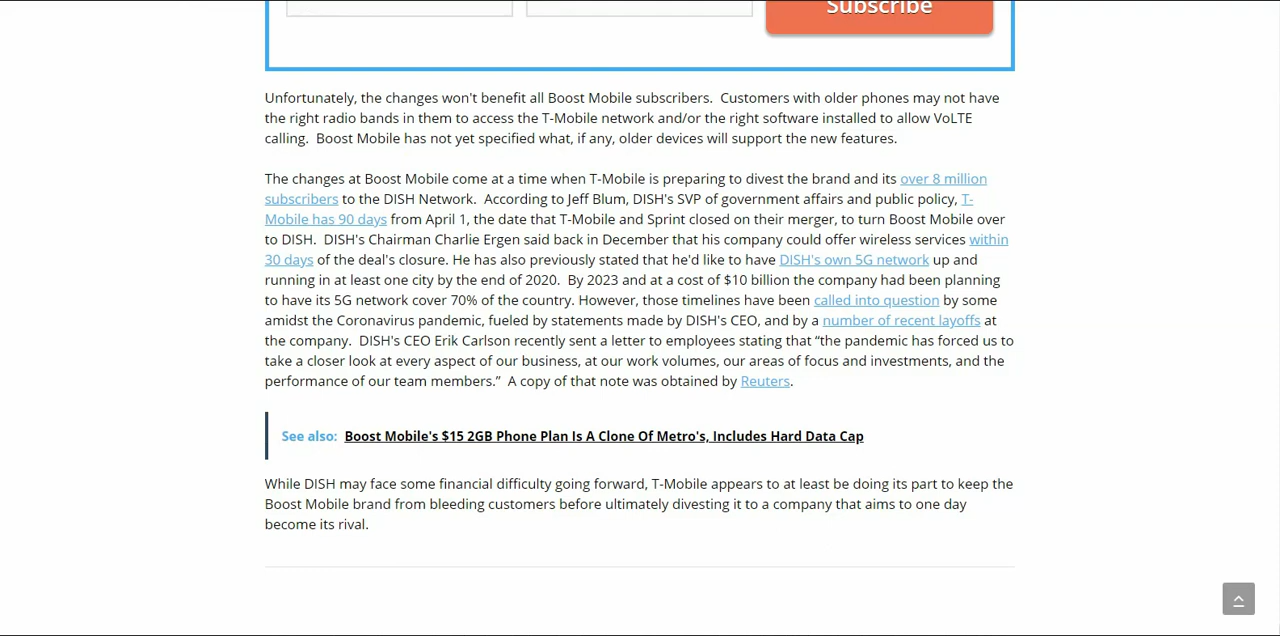 Subscribe
Unfortunately, the changes won't benefit all Boost Mobile subscribers.  Customers with older phones may not have
the right radio bands in them to access the T-Mobile network and/or the right software installed to allow VoLTE
calling.  Boost Mobile has not yet specified what, if any, older devices will support the new features.
The changes at Boost Mobile come at a time when T-Mobile is preparing to divest the brand and its over 8 million
subscribers to the DISH Network.  According to Jeff Blum, DISH's SVP of government affairs and public policy, T-
Mobile has 90 days from April 1, the date that T-Mobile and Sprint closed on their merger, to turn Boost Mobile over
to DISH.  DISH's Chairman Charlie Ergen said back in December that his company could offer wireless services within
30 days of the deal's closure. He has also previously stated that he'd like to have DISH's own 5G network up and
running in at least one city by the end of 2020.  By 2023 and at a cost of $10 billion the company had been planning
to have its 5G network cover 70% of the country. However, those timelines have been called into question by some
amidst the Coronavirus pandemic, fueled by statements made by DISH's CEO, and by a number of recent layoffs at
the company.  DISH's CEO Erik Carlson recently sent a letter to employees stating that “the pandemic has forced us to
take a closer look at every aspect of our business, at our work volumes, our areas of focus and investments, and the
performance of our team members.”  A copy of that note was obtained by Reuters.
See also: Boost Mobile's $15 2GB Phone Plan Is A Clone Of Metro's, Includes Hard Data Cap
While DISH may face some financial difficulty going forward, T-Mobile appears to at least be doing its part to keep the
Boost Mobile brand from bleeding customers before ultimately divesting it to a company that aims to one day
become its rival.